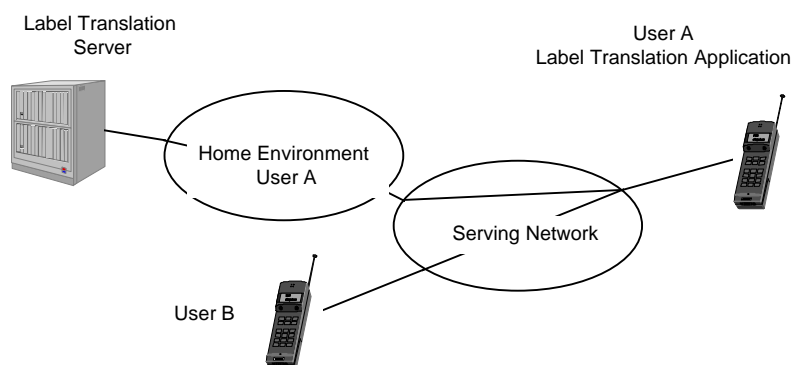 Label Translation
Server
User A
Label Translation Application
Home Environment
User A
Serving Network
User B